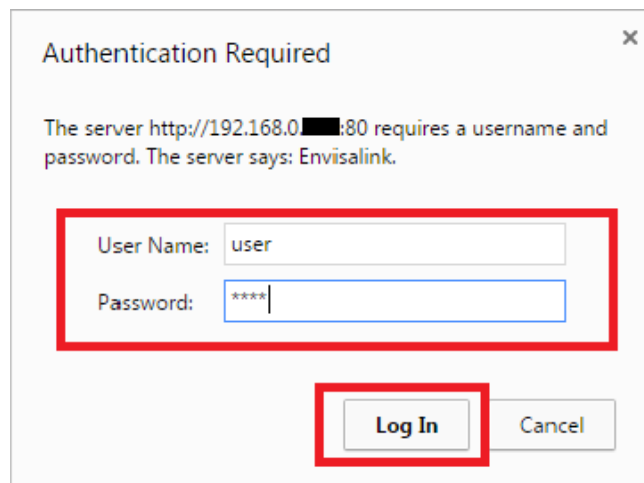 Authentication Required
The server http://192.168.0. :80 requires a username and
password. The server says: Envisalink.
User Name: user
Password: ****
Log In Cancel